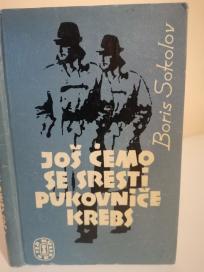 Boris Sokolov
JOŠ ĆEMO
SE SRESTI
PUKOVNIČE
KREBS